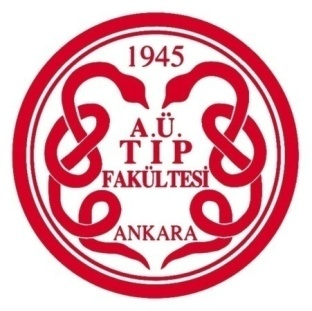 1945
A.Ü.
TIP
FAKÜLTESİ
ANKARA